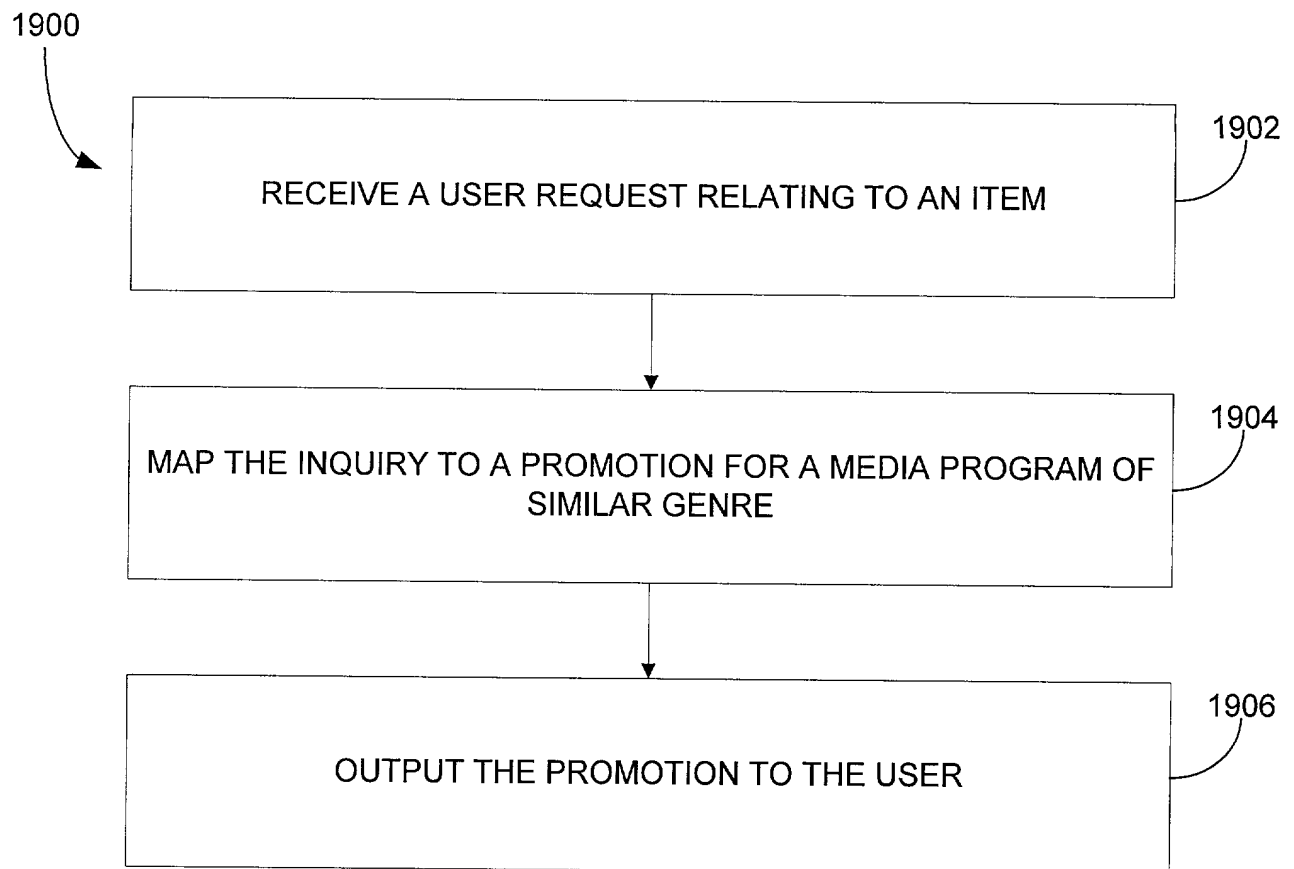 1900
1902
RECEIVE A USER REQUEST RELATING TO AN ITEM
1904
MAP THE INQUIRY TO A PROMOTION FOR A MEDIA PROGRAM OF
SIMILAR GENRE
1906
OUTPUT THE PROMOTION TO THE USER